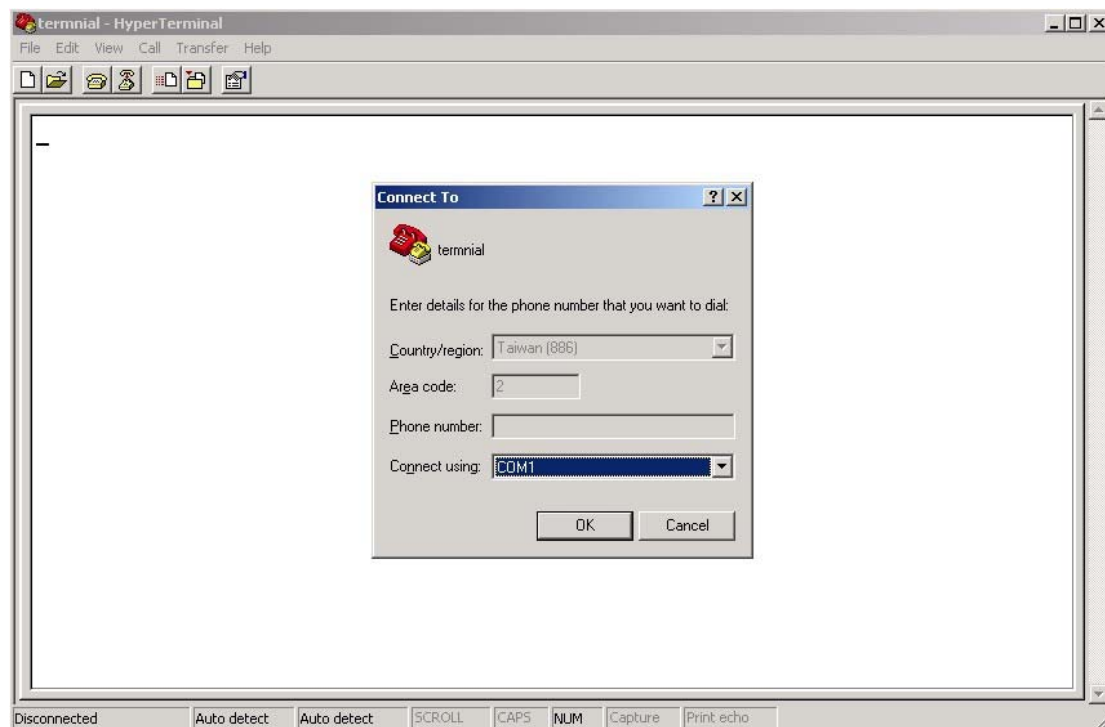 termnial - HyperTerminal
File Edit View Call Transfer Help
Connect To
termnial
Enter details for the phone number that you want to dial:
Country/region: Taiwan (886)
Area code: 2
Phone number:
Connect using: COM1
OK Cancel
Disconnected Auto detect Auto detect SCROLL CAPS NUM Capture Print echo